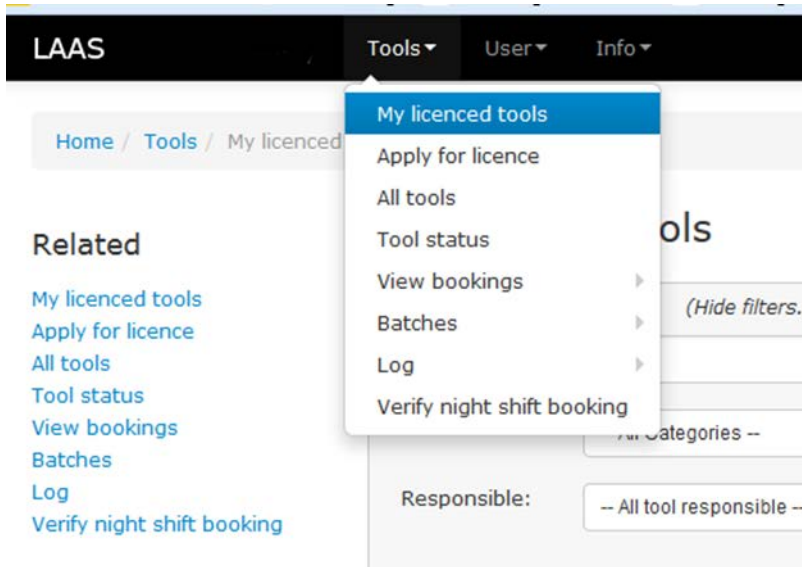 LAAS Tools User Info
My licenced tools
Apply for licence
All tools
Tool status
View bookings
Batches
Log
Verify night shift booking
Home / Tools / My licenced
Related
My licenced tools
Apply for licence
All tools
Tool status
View bookings
Batches
Log
Verify night shift booking
ols
(Hide filters.
Categories --
Responsible: -- All tool responsible --